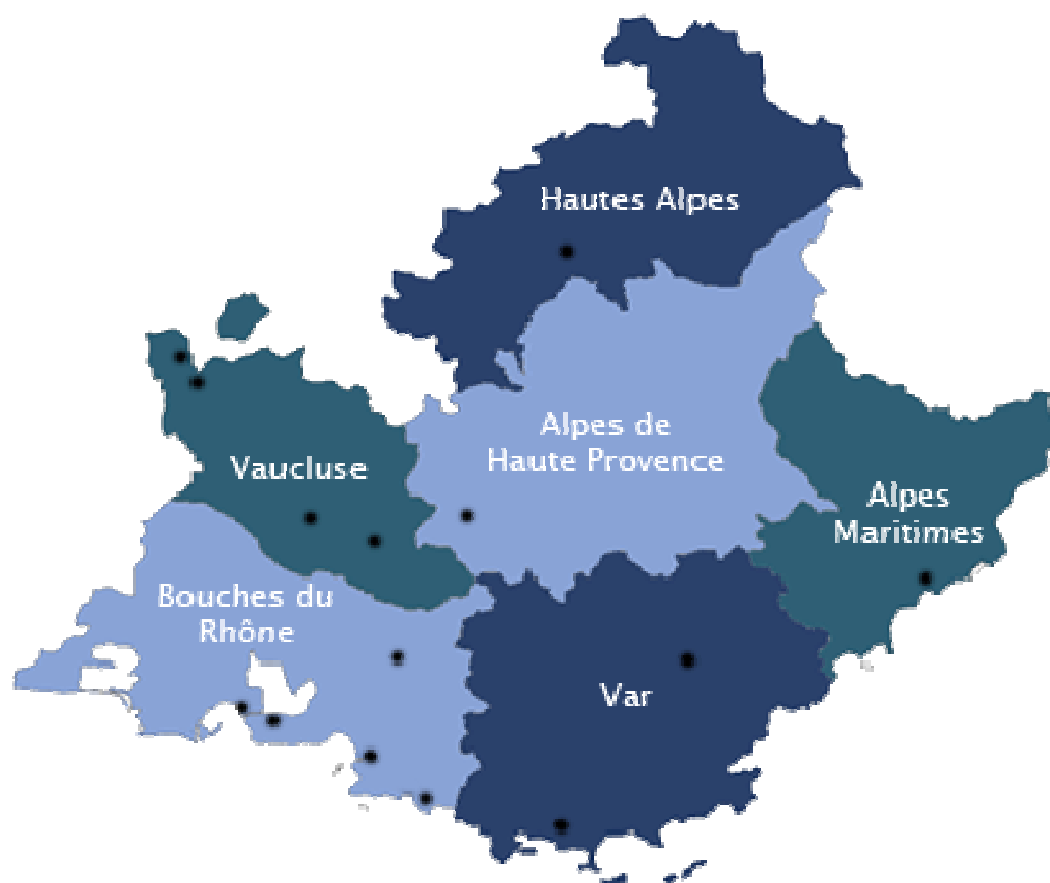 Hautes Alpes
Alpes de
Haute Provence
Vaucluse
Alpes
Maritimes
Bouches du
Rhône
Var